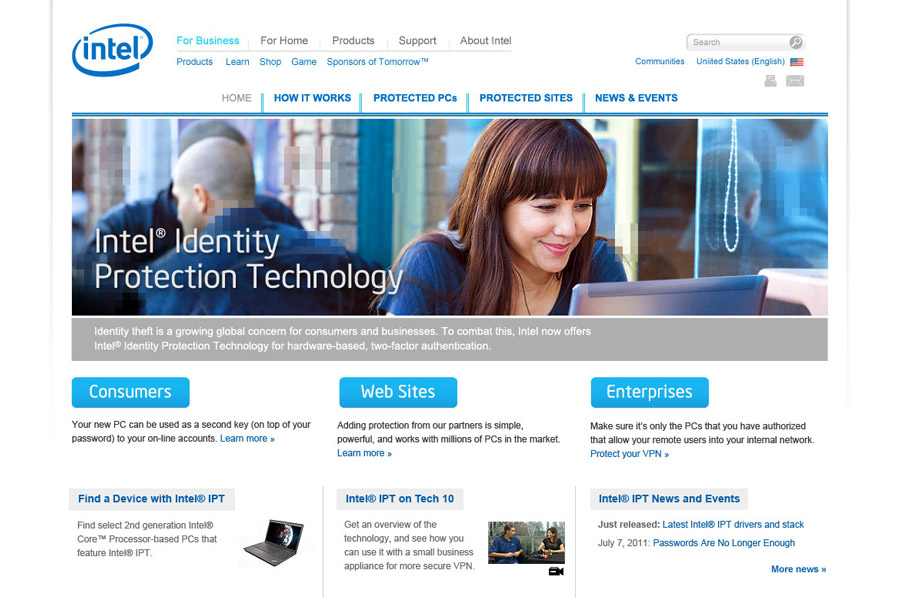 intel
For Business
For Home
Products
Support
About Intel
Search
Products
Learn
Shop
Game
Sponsors of Tomorrow™
Communities
Uniited States (English)
HOME
HOW IT WORKS
PROTECTED PCs
PROTECTED SITES
NEWS & EVENTS
Intel® Identity
Protection Technology
Identity theft is a growing global concern for consumers and businesses. To combat this, Intel now offers
Intel® Identity Protection Technology for hardware-based, two-factor authentication.
Consumers
Your new PC can be used as a second key (on top of your
password) to your on-line accounts. Learn more »
Web Sites
Adding protection from our partners is simple,
powerful, and works with millions of PCs in the market.
Learn more »
Enterprises
Make sure it's only the PCs that you have authorized
that allow your remote users into your internal network.
Protect your VPN »
Find a Device with Intel® IPT
Find select 2nd generation Intel®
Core™ Processor-based PCs that
feature Intel® IPT.
Intel® IPT on Tech 10
Get an overview of the
technology, and see how you
can use it with a small business
appliance for more secure VPN.
Intel® IPT News and Events
Just released: Latest Intel® IPT drivers and stack
July 7, 2011: Passwords Are No Longer Enough
More news »